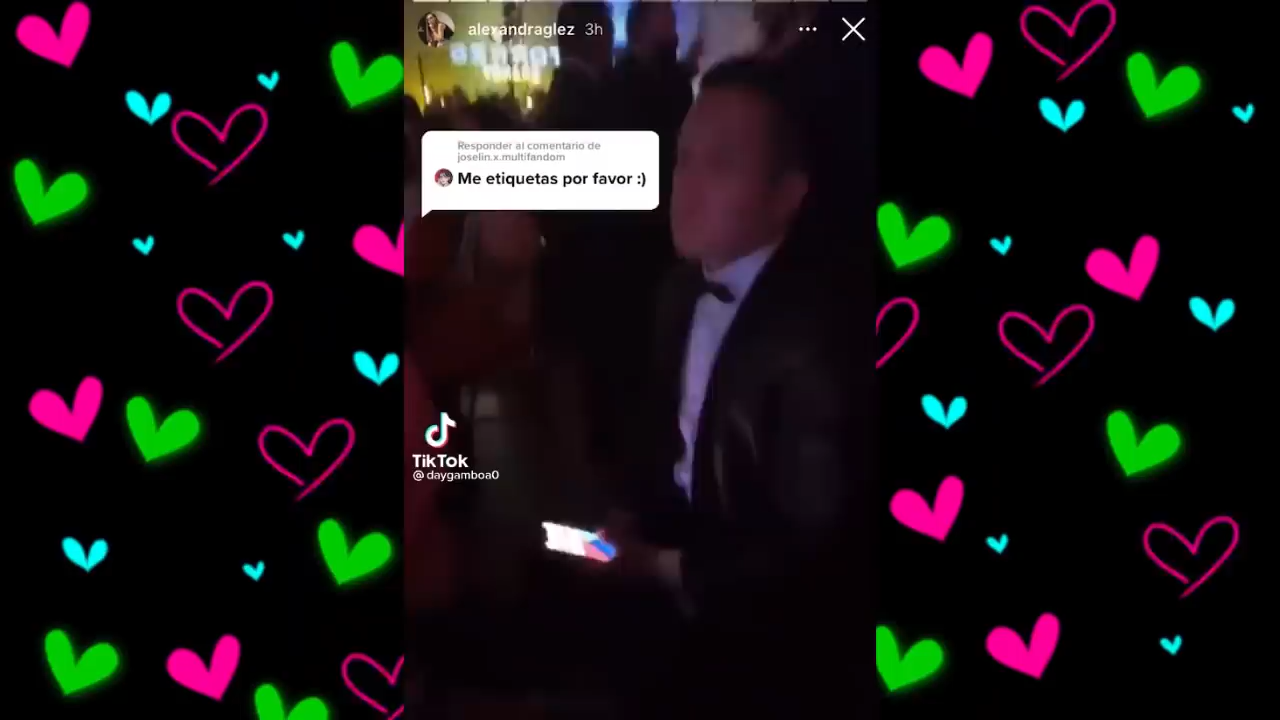 alexandraglez 3h
Responder al comentario de
joselin.x.multifandom
Me etiquetas por favor :)
TikTok
@daygamboa0